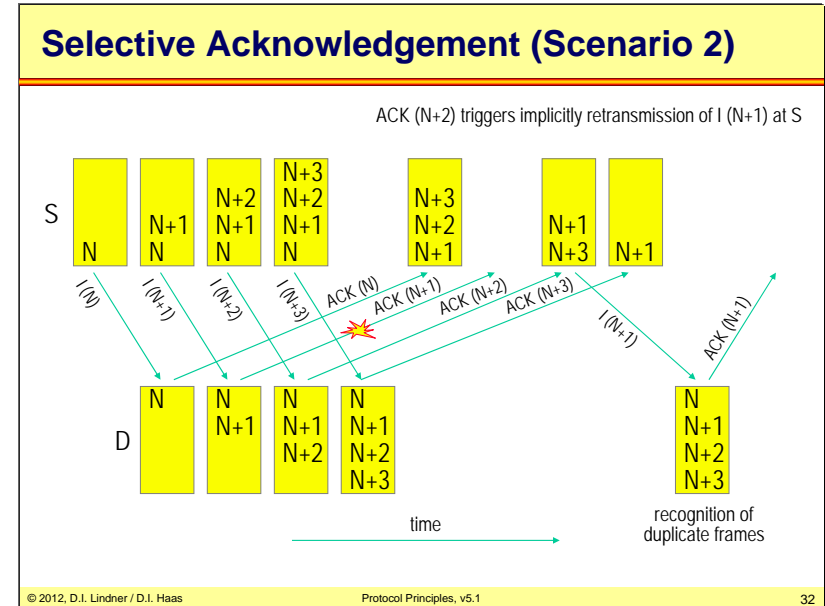 Selective Acknowledgement (Scenario 2)
ACK (N+2) triggers implicitly retransmission of I (N+1) at S
S
N
N+1
N
N+2
N+1
N
N+3
N+2
N+1
N
N+3
N+2
N+1
N+1
N+3
N+1
I (N)
I (N+1)
I (N+2)
I (N+3)
ACK (N)
ACK (N+1)
ACK (N+2)
ACK (N+3)
I (N+1)
ACK (N+1)
D
N
N
N+1
N
N+1
N+2
N
N+1
N+2
N+3
N
N+1
N+2
N+3
time
recognition of
duplicate frames
© 2012, D.I. Lindner / D.I. Haas
Protocol Principles, v5.1
32